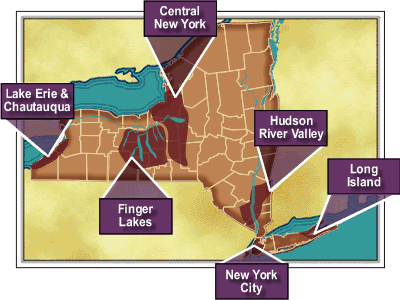 Central
New York
Lake Erie &
Chautauqua
Hudson
River Valley
Long
Island
Finger
Lakes
New York
City